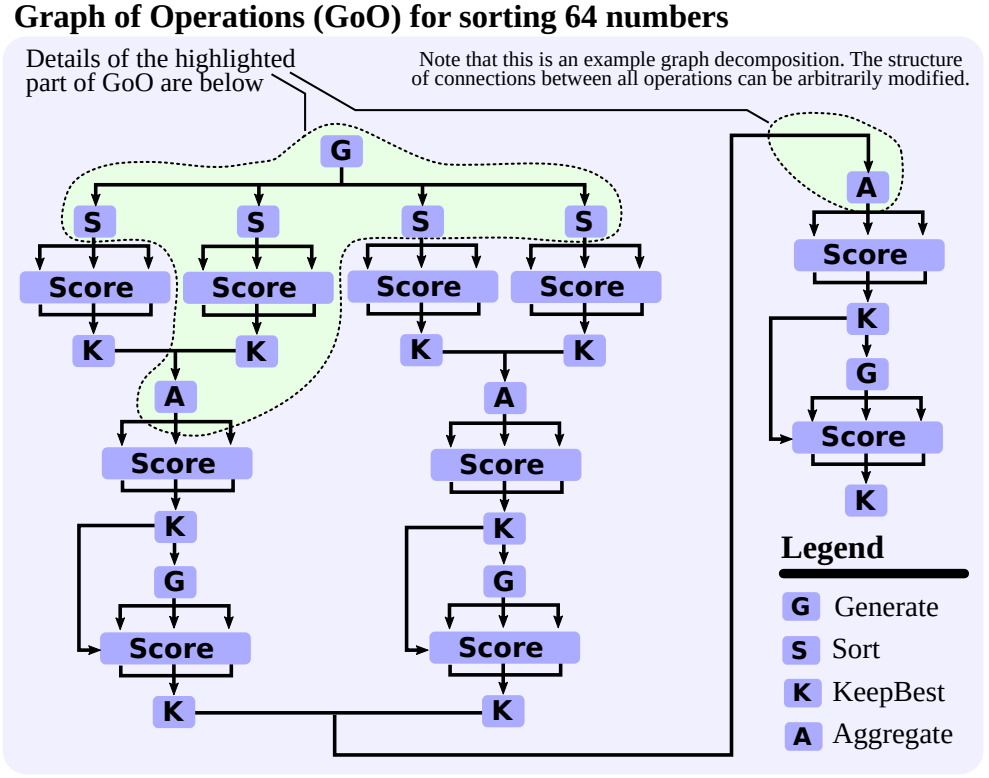 Graph of Operations (GoO) for sorting 64 numbers
Details of the highlighted
part of GoO are below
Note that this is an example graph decomposition. The structure
of connections between all operations can be arbitrarily modified.
G
S S S S
Score Score Score Score
K K K K
A A
Score Score
K K
G G
Score Score
K K
A
Score
K
G
Score
K
Legend
G Generate
S Sort
K KeepBest
A Aggregate